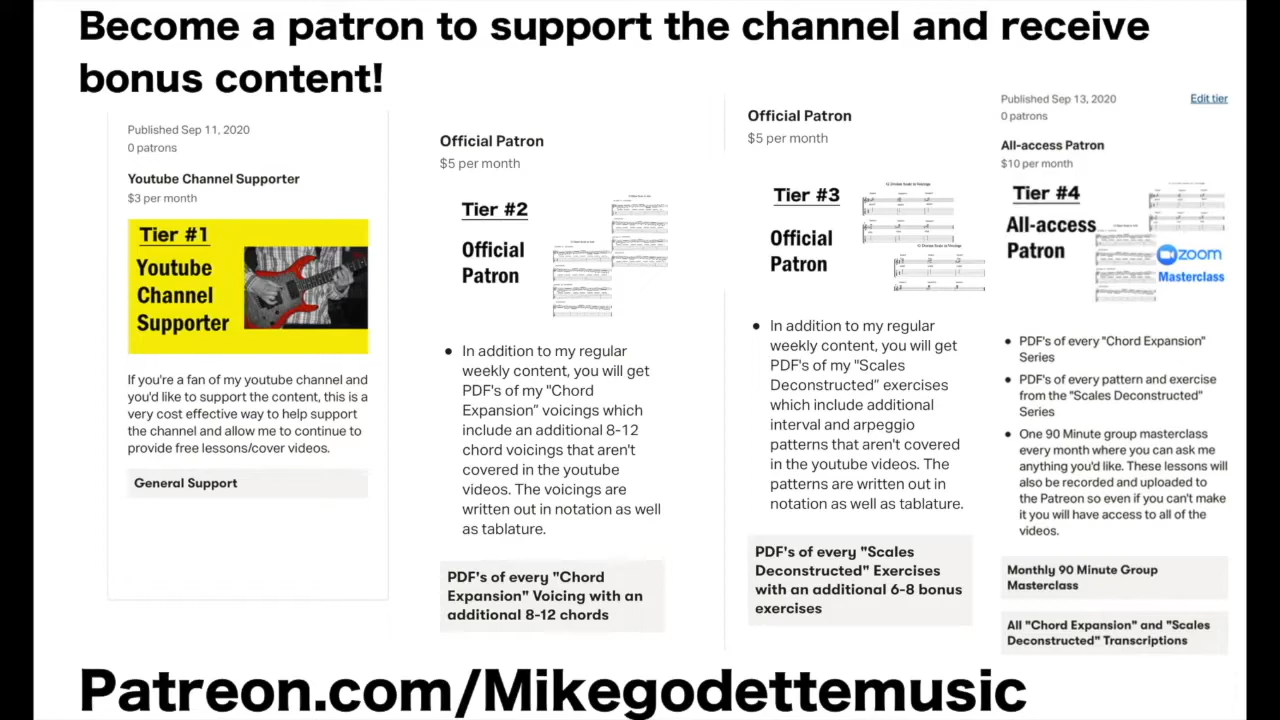 Become a patron to support the channel and receive
bonus content!
Published Sep 11, 2020
0 patrons
Youtube Channel Supporter
$3 per month
Tier #1
Youtube
Channel
Supporter
If you're a fan of my youtube channel and
you'd like to support the content, this is a
very cost effective way to help support
the channel and allow me to continue to
provide free lessons/cover videos.
General Support
Official Patron
$5 per month
Tier #2
Official
Patron
● In addition to my regular
weekly content, you will get
PDF's of my "Chord
Expansion" voicings which
include an additional 8-12
chord voicings that aren't
covered in the youtube
videos. The voicings are
written out in notation as well
as tablature.
PDF's of every "Chord
Expansion" Voicing with an
additional 8-12 chords
Official Patron
$5 per month
Tier #3
Official
Patron
● In addition to my regular
weekly content, you will get
PDF's of my "Scales
Deconstructed" exercises
which include additional
interval and arpeggio
patterns that aren't covered
in the youtube videos. The
patterns are written out in
notation as well as tablature.
PDF's of every "Scales
Deconstructed" Exercises
with an additional 6-8 bonus
exercises
Published Sep 13, 2020
Edit tier
0 patrons
All-access Patron
$10 per month
Tier #4
All-access
Patron
zoom
Masterclass
● PDF's of every "Chord Expansion"
Series
● PDF's of every pattern and exercise
from the "Scales Deconstructed"
Series
● One 90 Minute group masterclass
every month where you can ask me
anything you'd like. These lessons will
also be recorded and uploaded to
the Patreon so even if you can't make
it you will have access to all of the
videos.
Monthly 90 Minute Group
Masterclass
All "Chord Expansion" and "Scales
Deconstructed" Transcriptions
Patreon.com/Mikegodettemusic